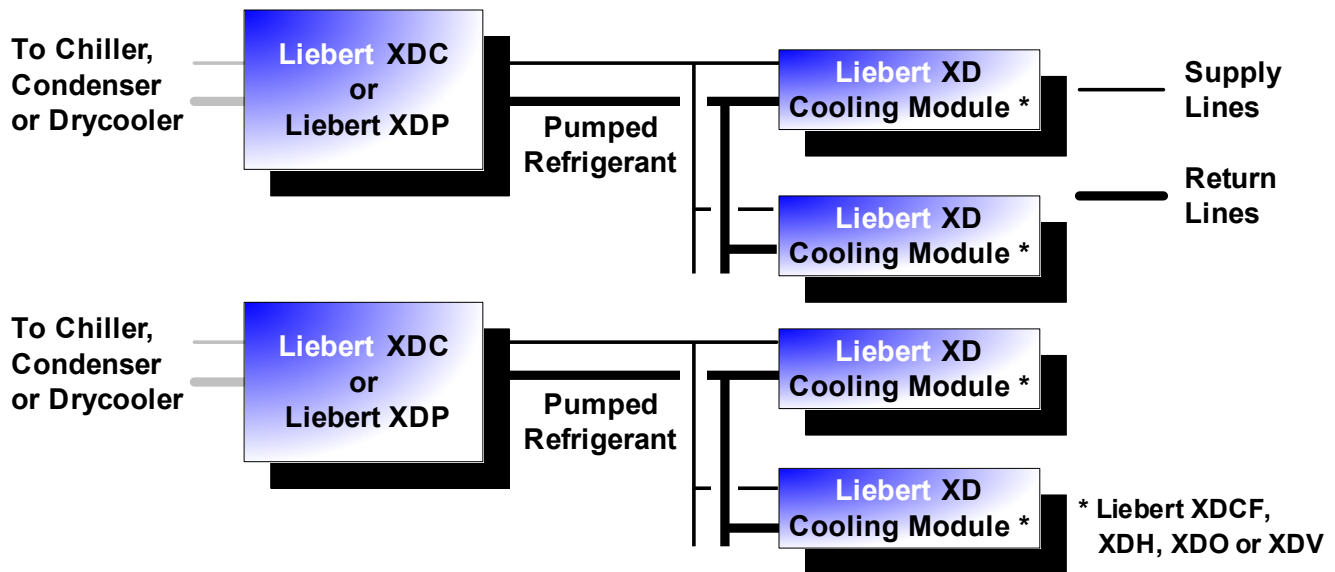 To Chiller,
Condenser
or Drycooler
Liebert XDC
or
Liebert XDP
Pumped
Refrigerant
Liebert XD
Cooling Module *
Liebert XD
Cooling Module *
Supply
Lines
Return
Lines
To Chiller,
Condenser
or Drycooler
Liebert XDC
or
Liebert XDP
Pumped
Refrigerant
Liebert XD
Cooling Module *
Liebert XD
Cooling Module *
* Liebert XDCF,
XDH, XDO or XDV